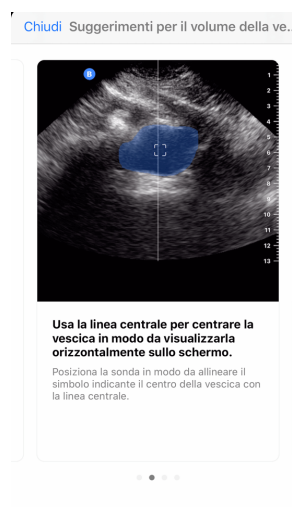 Chiudi Suggerimenti per il volume della ve...
B
1
2
3
4
5
6
7
8
9
10
11
12
13
Usa la linea centrale per centrare la
vescica in modo da visualizzarla
orizzontalmente sullo schermo.
Posiziona la sonda in modo da allineare il
simbolo indicante il centro della vescica con
la linea centrale.